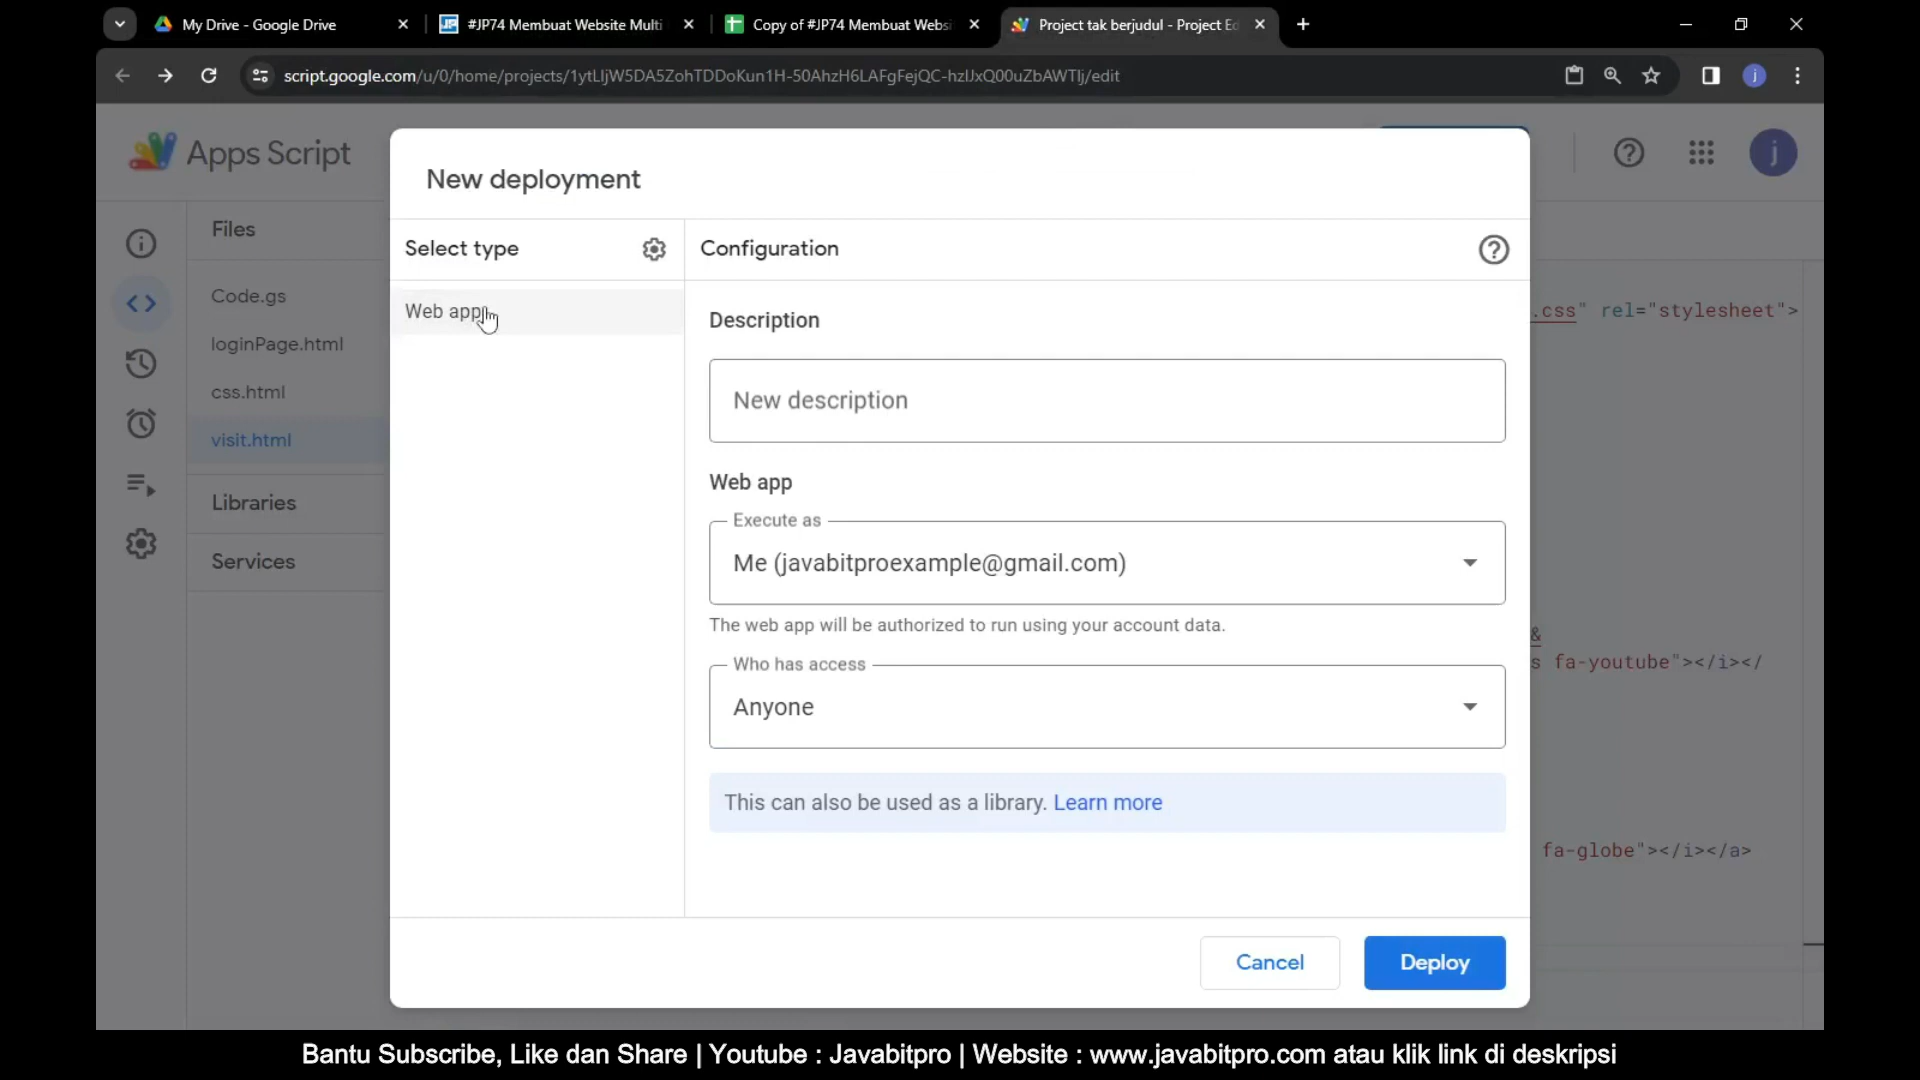 My Drive - Google Drive
#JP74 Membuat Website Multi
Copy of #JP74 Membuat Websi
Project tak berjudul - Project Ed
script.google.com/u/0/home/projects/1ytLljW5DA5ZohTDDoKun1H-50AhzH6LAFgFejQC-hzlJxQ00uZbAWTlj/edit
j
Apps Script
j
New deployment
Files
Select type
Configuration
Code.gs
Web app
Description
.css" rel="stylesheet">
loginPage.html
css.html
New description
visit.html
Web app
Libraries
Execute as
Me (javabitproexample@gmail.com)
Services
The web app will be authorized to run using your account data.
&
Who has access
s fa-youtube"></i></
Anyone
This can also be used as a library. Learn more
fa-globe"></i></a>
Cancel
Deploy
Bantu Subscribe, Like dan Share | Youtube : Javabitpro | Website : www.javabitpro.com atau klik link di deskripsi